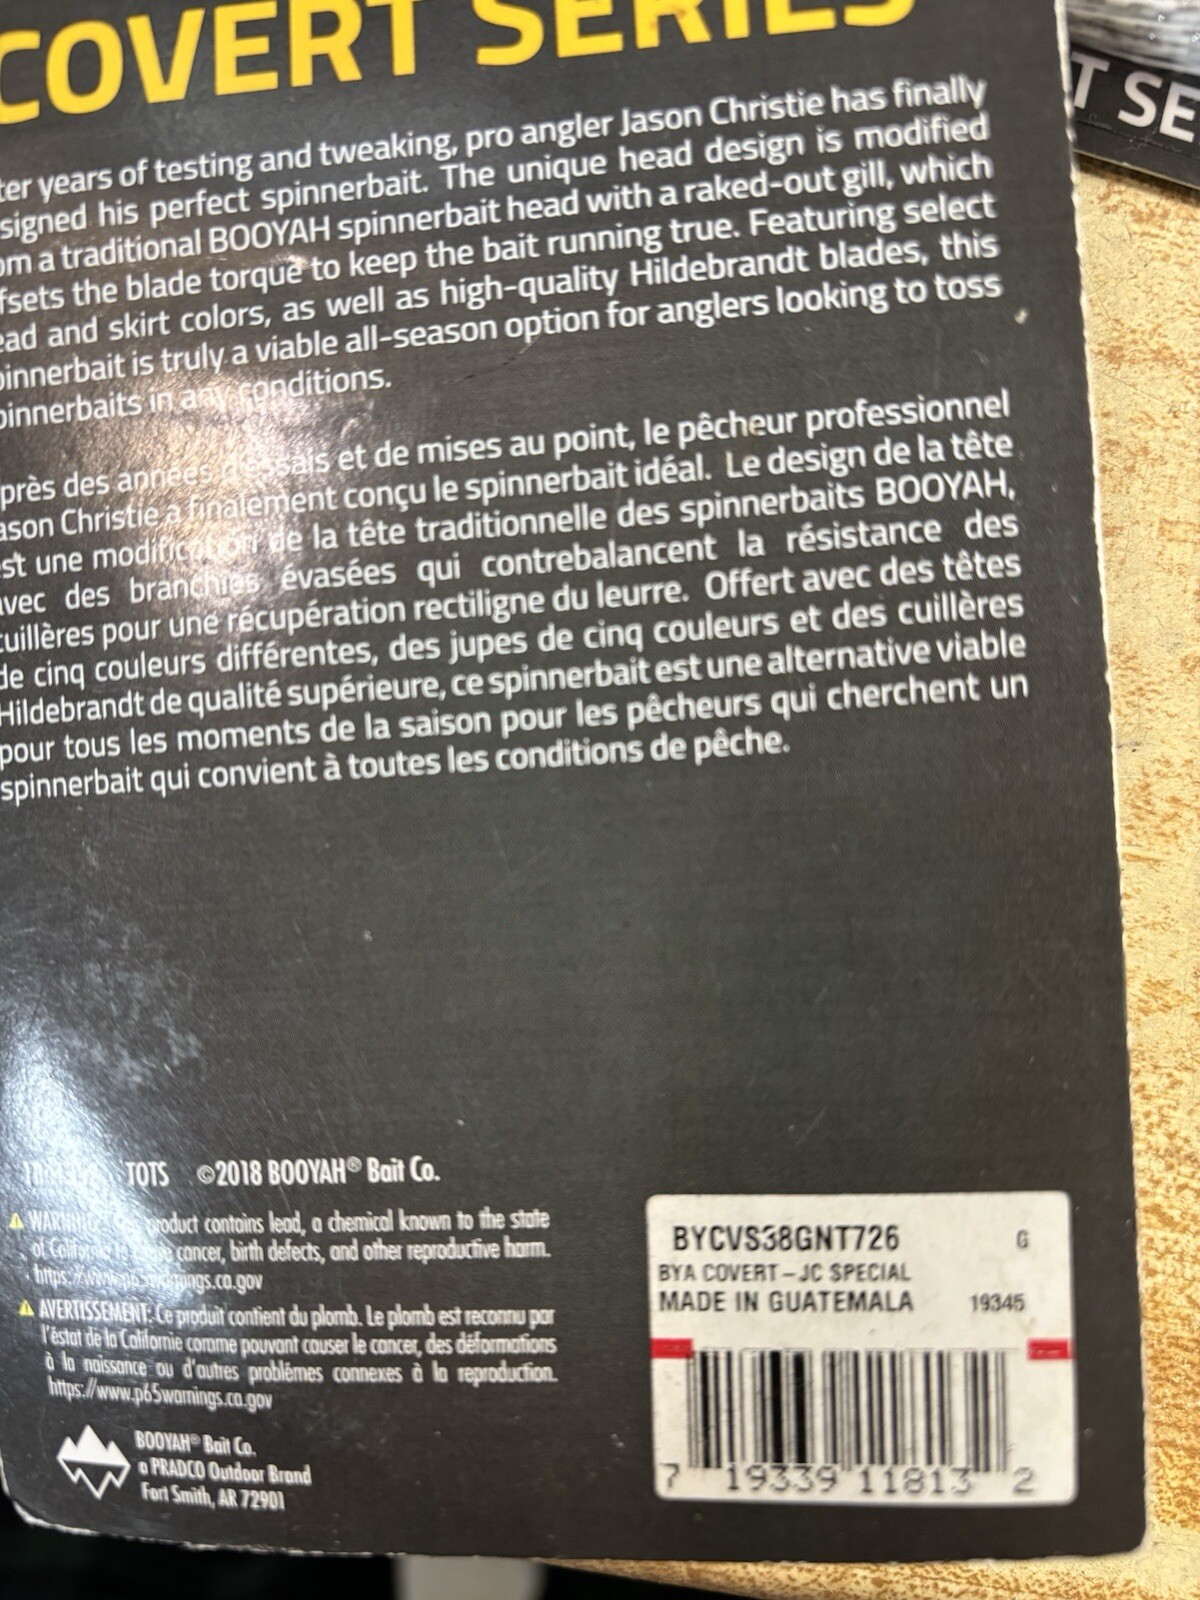 COVERT SERIES
T SE
ter years of testing and tweaking, pro angler Jason Christie has finally
signed his perfect spinnerbait. The unique head design is modified
om a traditional BOOYAH spinnerbait head with a raked-out gill, which
fsets the blade torque to keep the bait running true. Featuring select
ead and skirt colors, as well as high-quality Hildebrandt blades, this
pinnerbait is truly a viable all-season option for anglers looking to toss
pinnerbaits in any conditions.
près des années d'essais et de mises au point, le pêcheur professionnel
ason Christie a finalement conçu le spinnerbait idéal. Le design de la tête
est une modification de la tête traditionnelle des spinnerbaits BOOYAH,
avec des branchies évasées qui contrebalancent la résistance des
cuillères pour une récupération rectiligne du leurre. Offert avec des têtes
de cinq couleurs différentes, des jupes de cinq couleurs et des cuillères
Hildebrandt de qualité supérieure, ce spinnerbait est une alternative viable
pour tous les moments de la saison pour les pêcheurs qui cherchent un
spinnerbait qui convient à toutes les conditions de pêche.
TOTS ©2018 BOOYAH® Bait Co.
WARNING: This product contains lead, a chemical known to the state
of California to cause cancer, birth defects, and other reproductive harm.
https://www.p65warnings.ca.gov
AVERTISSEMENT: Ce produit contient du plomb. Le plomb est reconnu par
l'éstat de la Californie comme pouvant causer le cancer, des déformations
à la naissance ou d'autres problémes connexes à la reproduction.
https://www.p65warnings.ca.gov
BOOYAH® Bait Co.
a PRADCO Outdoor Brand
Fort Smith, AR 72901
BYCVS38GNT726 G
BYA COVERT-JC SPECIAL
MADE IN GUATEMALA 19345
7 19339 11813 2